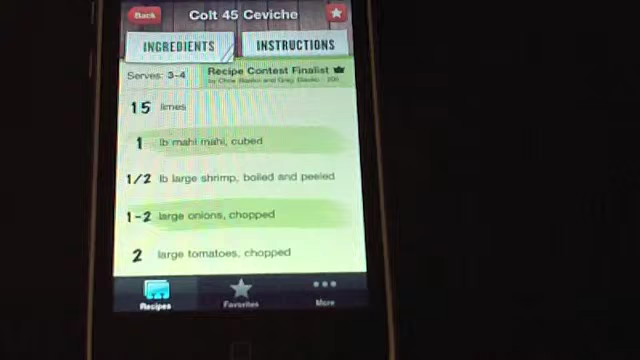 Back Colt 45 Ceviche
INGREDIENTS INSTRUCTIONS
Serves: 3-4 Recipe Contest Finalist
15 limes
1 lb mahi mahi, cubed
1/2 lb large shrimp, boiled and peeled
1-2 large onions, chopped
2 large tomatoes, chopped
Recipes Favorites More